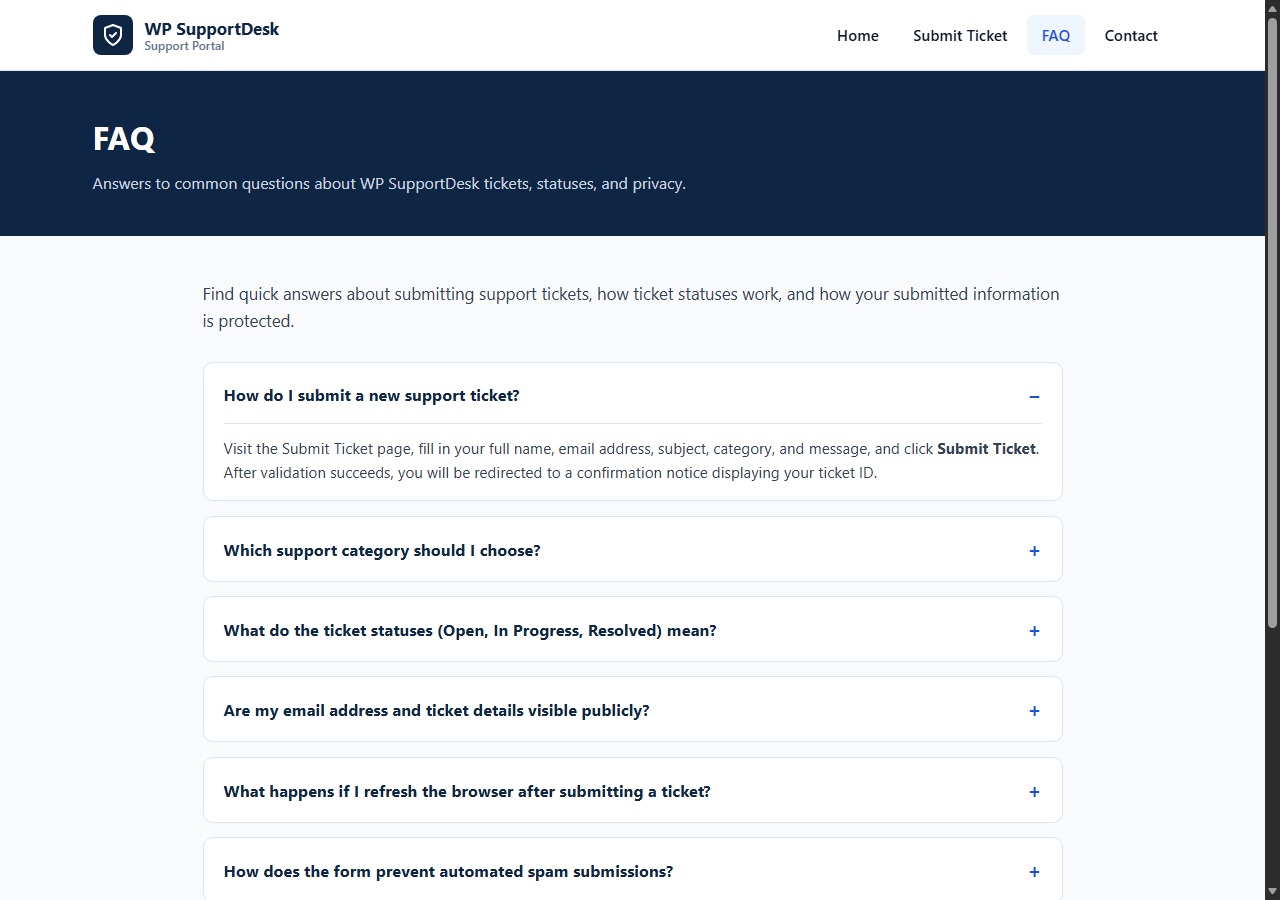 WP SupportDesk
Support Portal
Home
Submit Ticket
FAQ
Contact
FAQ
Answers to common questions about WP SupportDesk tickets, statuses, and privacy.
Find quick answers about submitting support tickets, how ticket statuses work, and how your submitted information
is protected.
How do I submit a new support ticket?
−
Visit the Submit Ticket page, fill in your full name, email address, subject, category, and message, and click Submit Ticket.
After validation succeeds, you will be redirected to a confirmation notice displaying your ticket ID.
Which support category should I choose?
+
What do the ticket statuses (Open, In Progress, Resolved) mean?
+
Are my email address and ticket details visible publicly?
+
What happens if I refresh the browser after submitting a ticket?
+
How does the form prevent automated spam submissions?
+